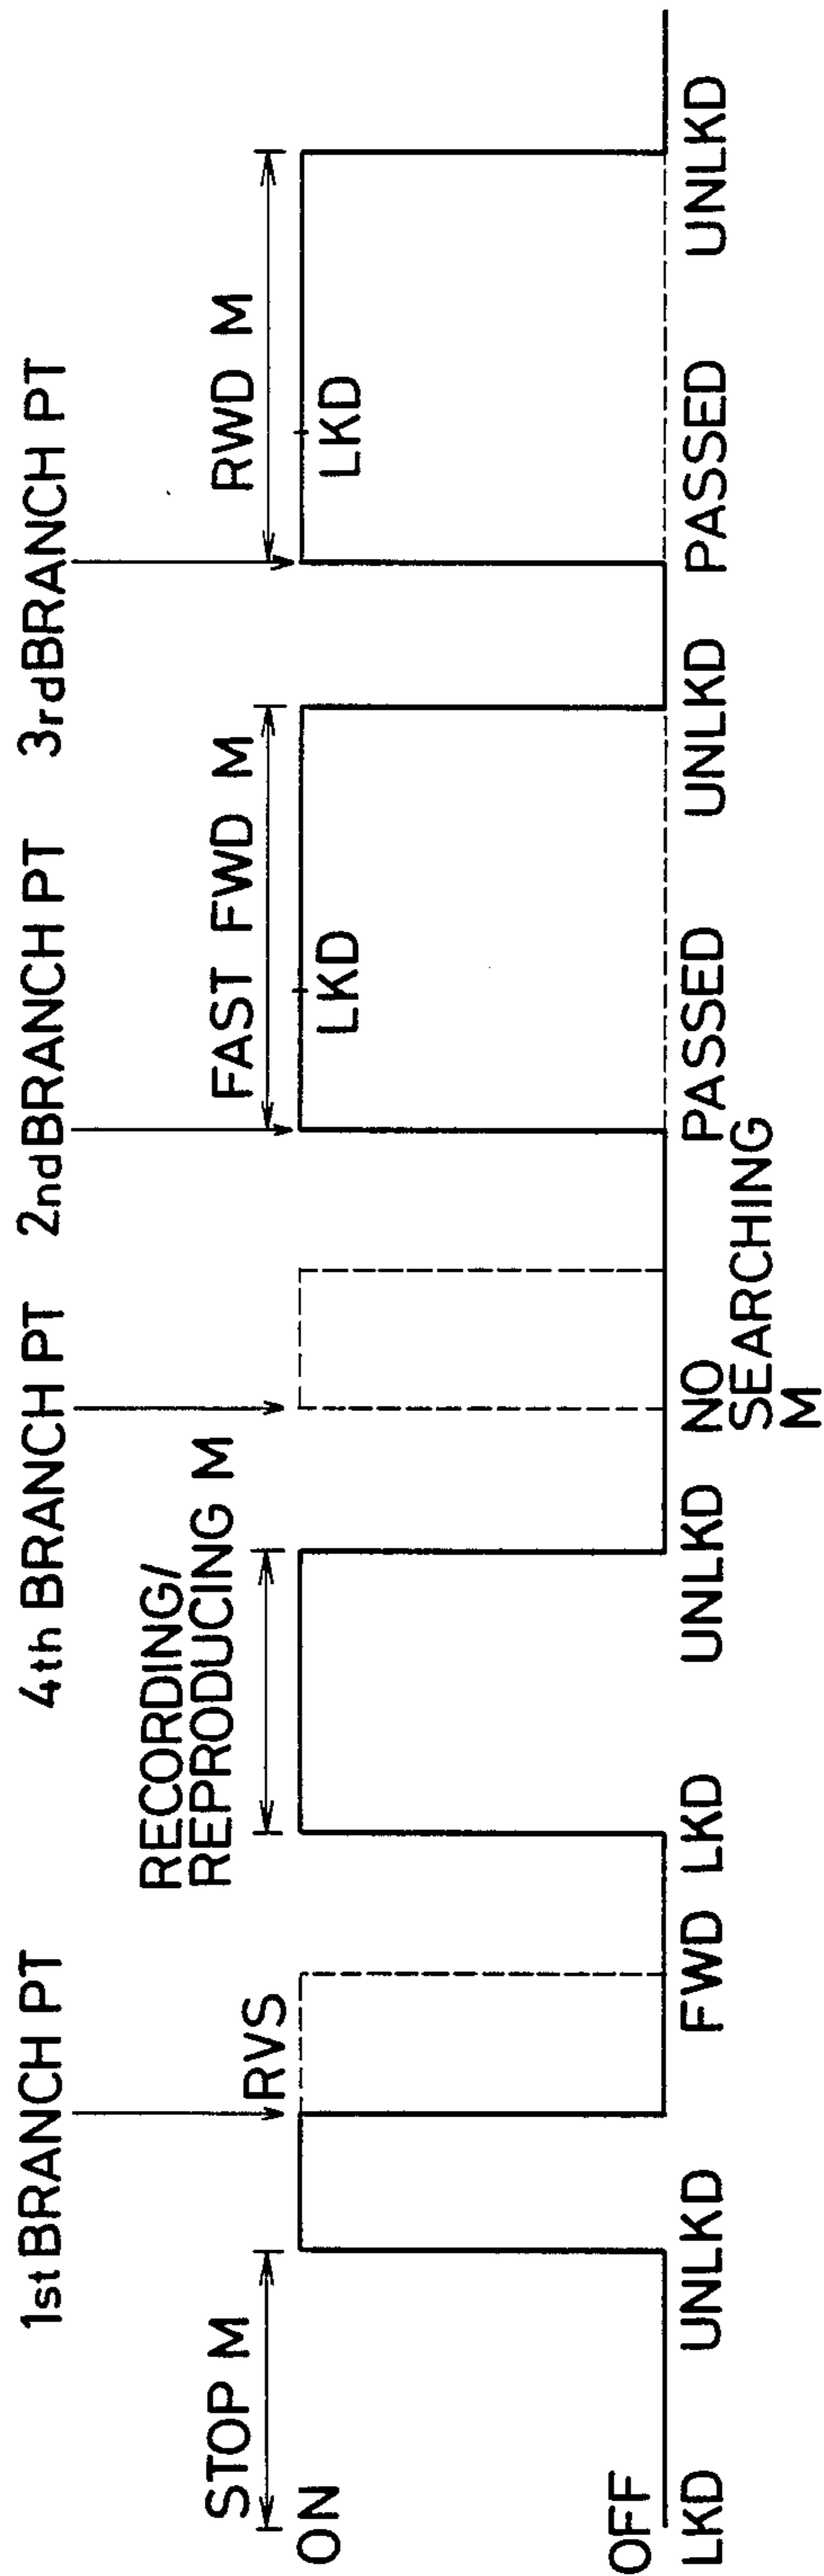 1st BRANCH PT
4th BRANCH PT
2nd BRANCH PT
3rd BRANCH PT
STOP M
RECORDING/
REPRODUCING M
FAST FWD M
RWD M
ON
RVS
LKD
LKD
OFF
LKD
UNLKD
FWD
LKD
UNLKD
NO
SEARCHING
M
PASSED
UNLKD
PASSED
UNLKD